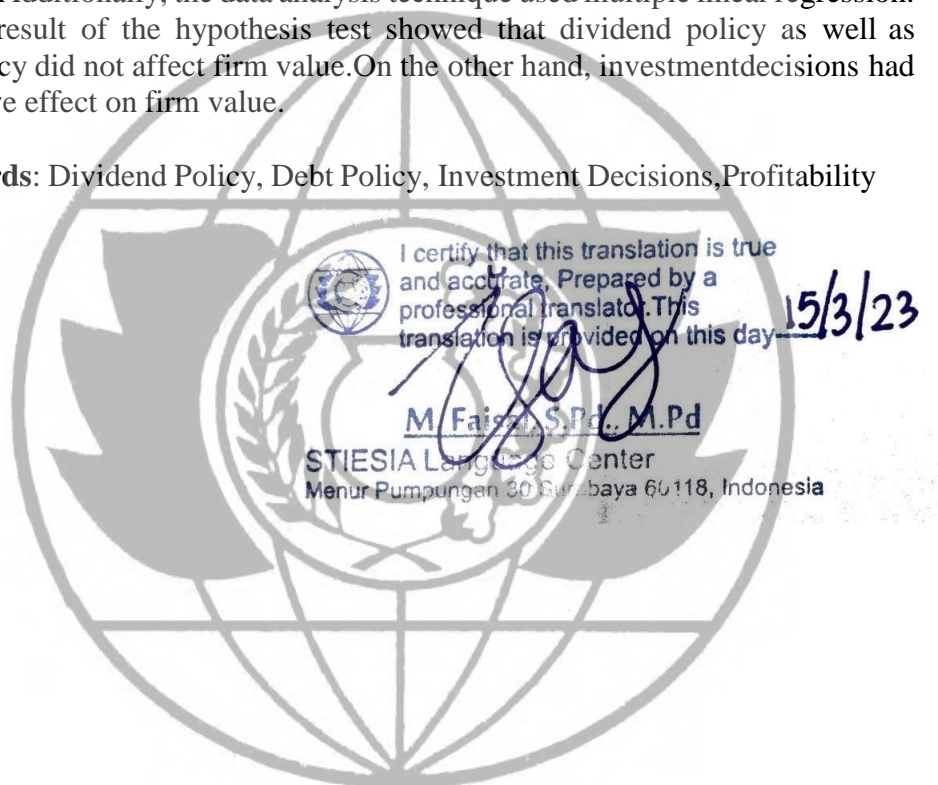 Additionally, the data analysis technique used multiple linear regression.
result of the hypothesis test showed that dividend policy as well as
cy did not affect firm value.On the other hand, investmentdecisions had
e effect on firm value.
rds: Dividend Policy, Debt Policy, Investment Decisions,Profitability
I certify that this translation is true
and accurate, Prepared by a
professional translator.This
translation is provided on this day 15/3/23
M. Faisal, S.Pd., M.Pd
STIESIA Language Center
Menur Pumpungan 30 Surabaya 60118, Indonesia